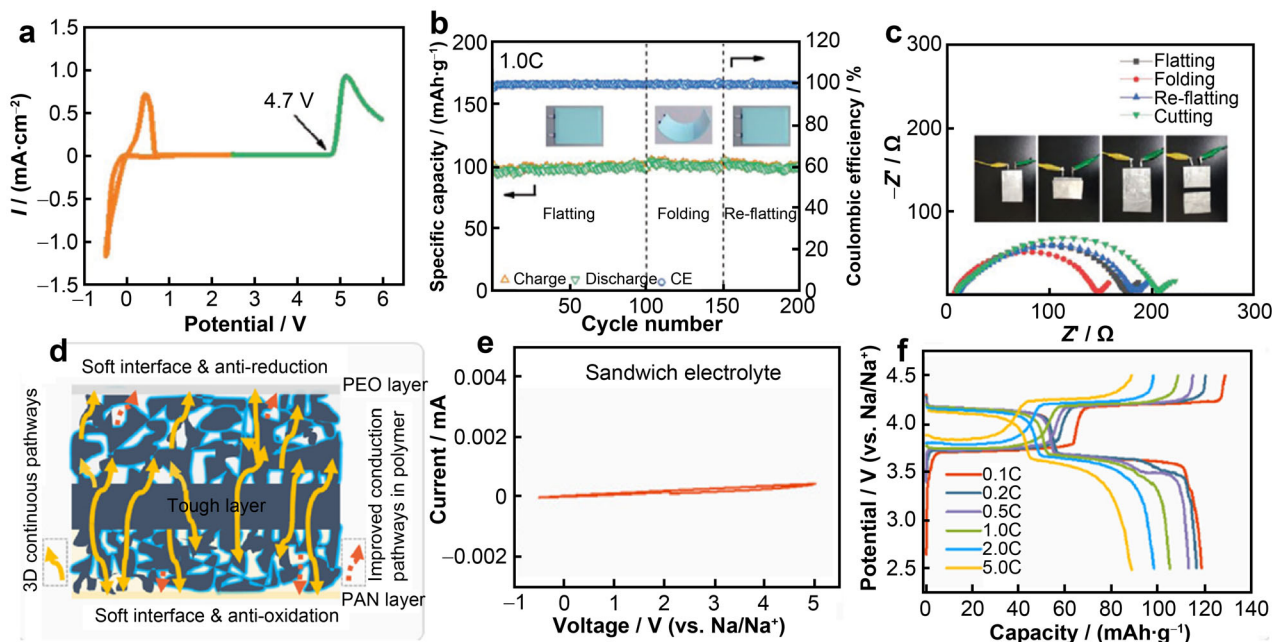 a
I / (mA·cm⁻²)
1.5
1.0
0.5
0
−0.5
−1.0
−1.5
4.7 V
−1 0 1 2 3 4 5 6
Potential / V
b
Specific capacity / (mAh·g⁻¹)
200
175
150
125
100
75
50
25
0
1.0C
Flatting Folding Re-flatting
Charge Discharge CE
50 100 150 200
Cycle number
120
100
80
60
40
20
0
Coulombic efficiency / %
c
−Z' / Ω
300
200
100
Flatting
Folding
Re-flatting
Cutting
0 100 200 300
Z' / Ω
d
Soft interface & anti-reduction
PEO layer
3D continuous pathways
Tough layer
Improved conduction
pathways in polymer
PAN layer
Soft interface & anti-oxidation
e
Current / mA
0.004
0.002
0
−0.002
Sandwich electrolyte
−1 0 1 2 3 4 5
Voltage / V (vs. Na/Na⁺)
f
Potential / V (vs. Na/Na⁺)
4.5
4.0
3.5
3.0
2.5
0.1C
0.2C
0.5C
1.0C
2.0C
5.0C
0 20 40 60 80 100 120 140
Capacity / (mAh·g⁻¹)